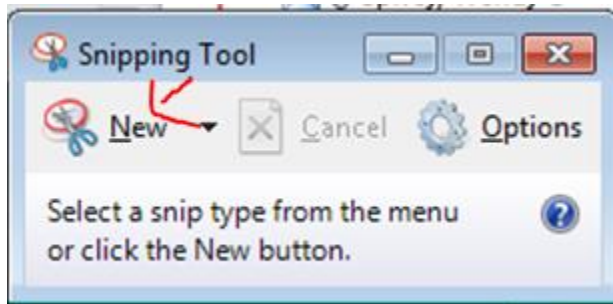 Snipping Tool
New Cancel Options
Select a snip type from the menu
or click the New button.